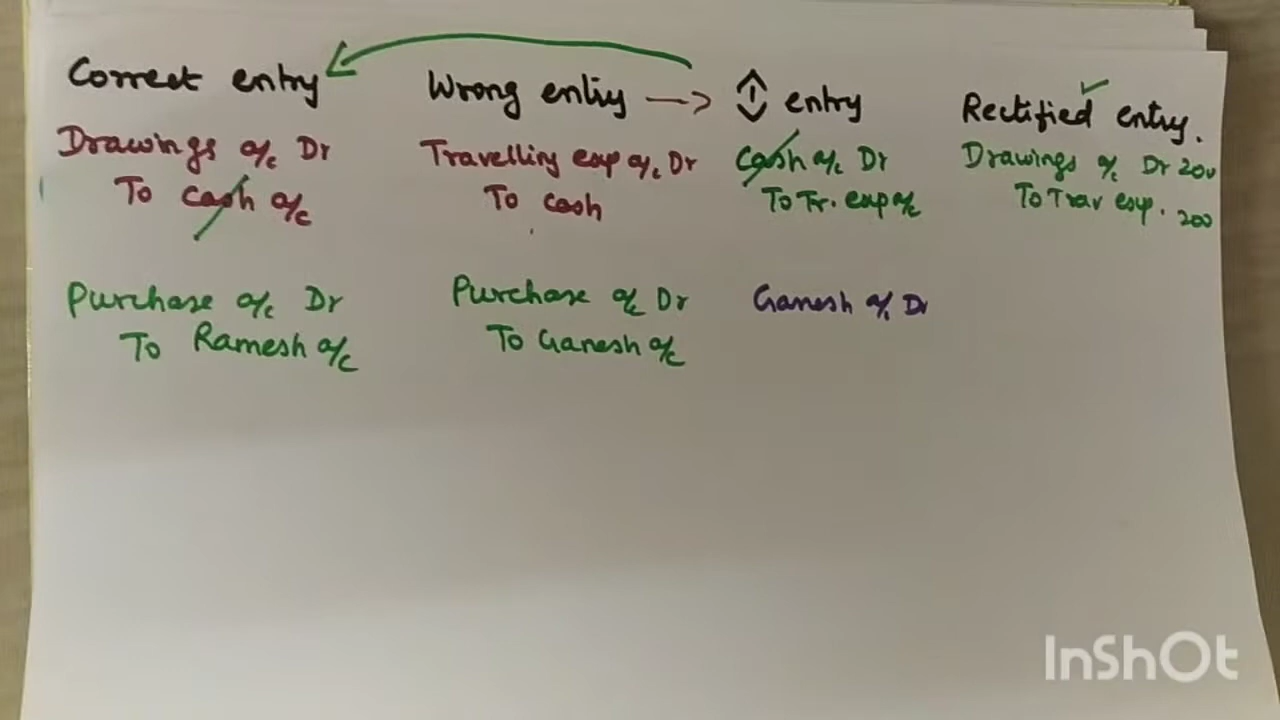 Correct entry
Drawings a/c Dr
To cash a/c
Purchase a/c Dr
To Ramesh a/c
Wrong entry
Travelling exp a/c Dr
To cash
Purchase a/c Dr
To Ganesh a/c
entry
Cash a/c Dr
To Tr. exp a/c
Ganesh a/c Dr
Rectified entry.
Drawings a/c Dr 200
To Trav exp. 200
InShOt